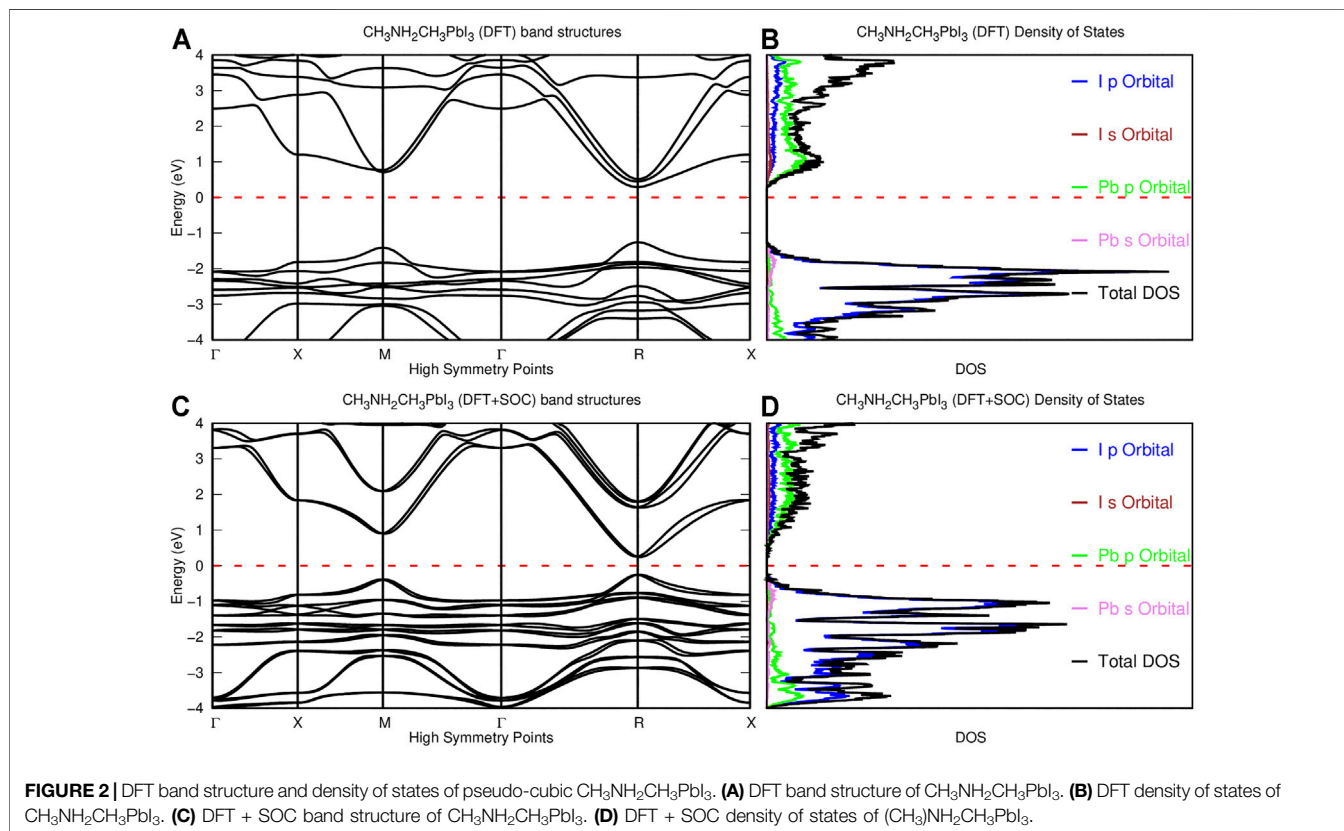 A
CH₃NH₂CH₃PbI₃ (DFT) band structures
4
3
2
1
0
−1
−2
−3
−4
Energy (eV)
Γ X M Γ R X
High Symmetry Points
B
CH₃NH₂CH₃PbI₃ (DFT) Density of States
I p Orbital
I s Orbital
Pb p Orbital
Pb s Orbital
Total DOS
DOS
C
CH₃NH₂CH₃PbI₃ (DFT+SOC) band structures
4
3
2
1
0
−1
−2
−3
−4
Energy (eV)
Γ X M Γ R X
High Symmetry Points
D
CH₃NH₂CH₃PbI₃ (DFT+SOC) Density of States
I p Orbital
I s Orbital
Pb p Orbital
Pb s Orbital
Total DOS
DOS
FIGURE 2 | DFT band structure and density of states of pseudo-cubic CH₃NH₂CH₃PbI₃. (A) DFT band structure of CH₃NH₂CH₃PbI₃. (B) DFT density of states of
CH₃NH₂CH₃PbI₃. (C) DFT + SOC band structure of CH₃NH₂CH₃PbI₃. (D) DFT + SOC density of states of (CH₃)NH₂CH₃PbI₃.